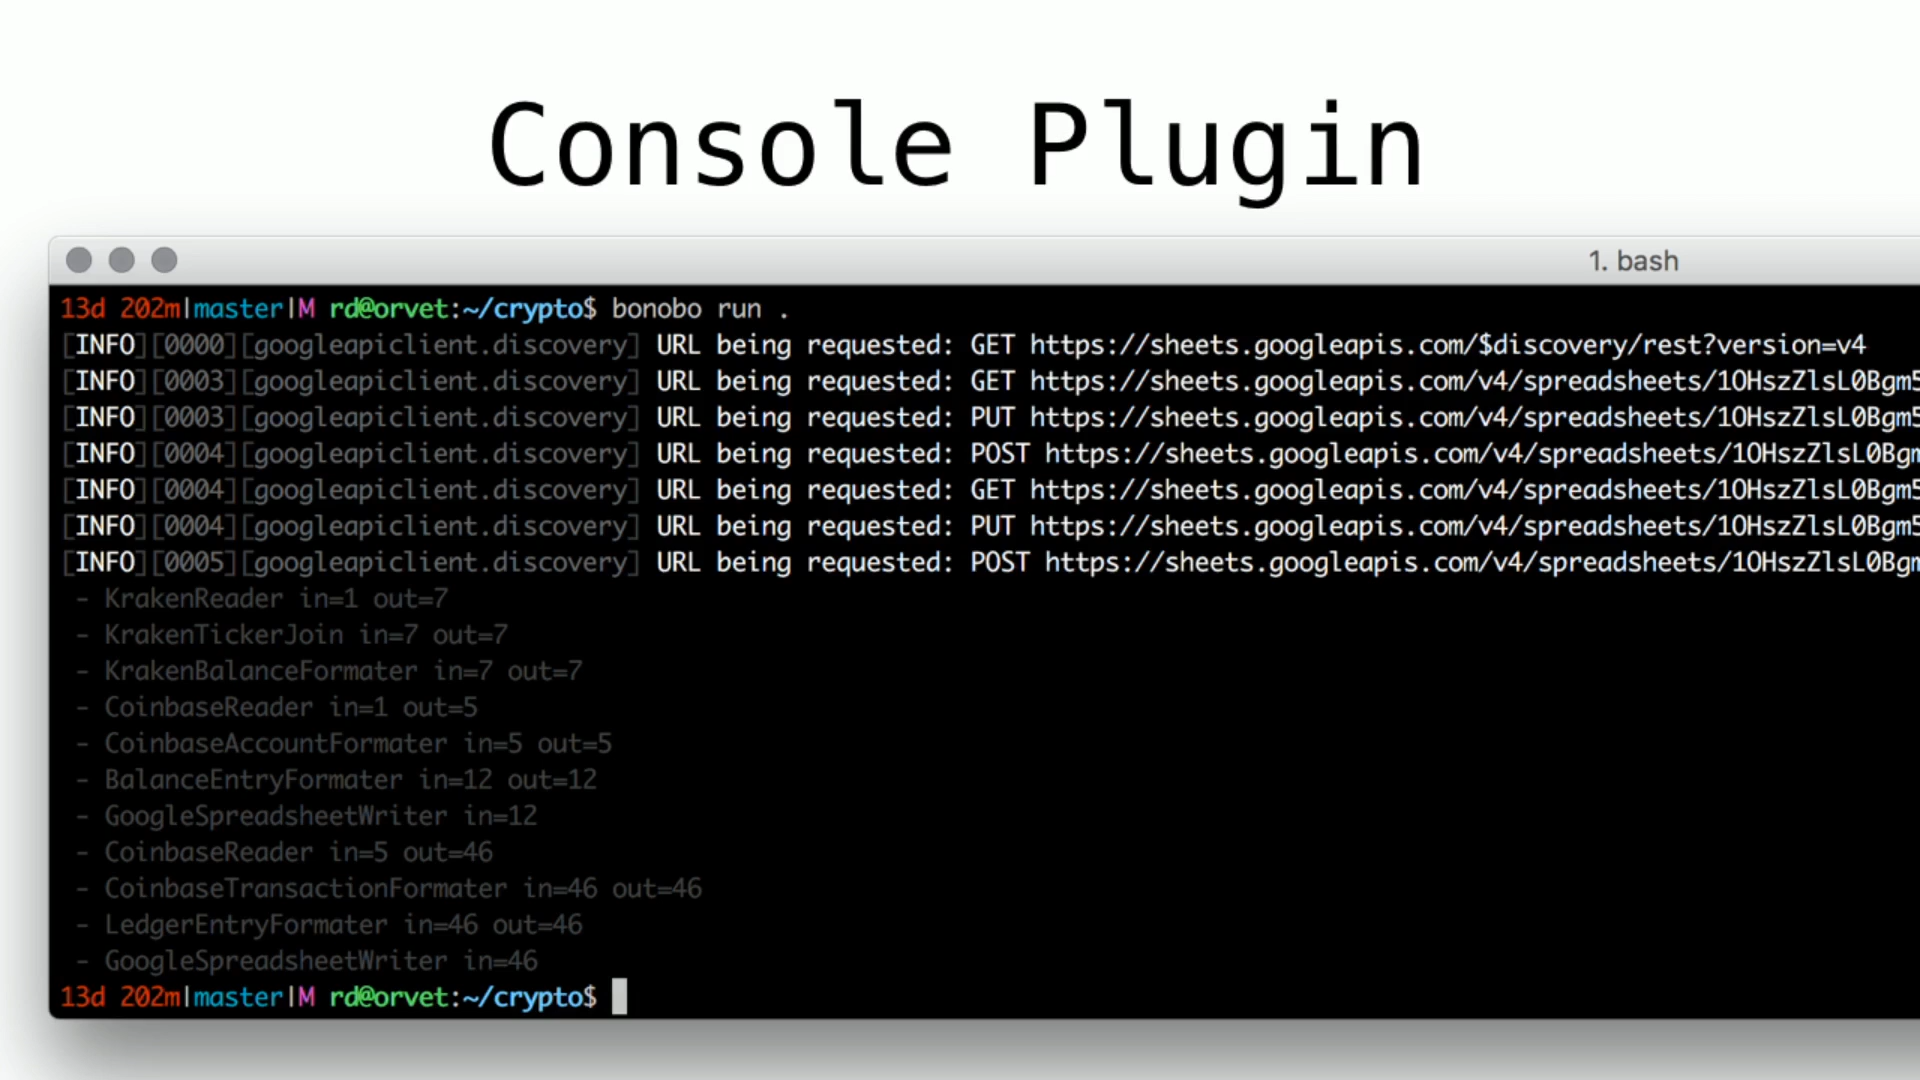 Console Plugin
1. bash
13d 202m|master|M rd@orvet:~/crypto$ bonobo run .
[INFO][0000][googleapiclient.discovery] URL being requested: GET https://sheets.googleapis.com/$discovery/rest?version=v4
[INFO][0003][googleapiclient.discovery] URL being requested: GET https://sheets.googleapis.com/v4/spreadsheets/1OHszZlsL0Bgm5
[INFO][0003][googleapiclient.discovery] URL being requested: PUT https://sheets.googleapis.com/v4/spreadsheets/1OHszZlsL0Bgm5
[INFO][0004][googleapiclient.discovery] URL being requested: POST https://sheets.googleapis.com/v4/spreadsheets/1OHszZlsL0Bgm
[INFO][0004][googleapiclient.discovery] URL being requested: GET https://sheets.googleapis.com/v4/spreadsheets/1OHszZlsL0Bgm5
[INFO][0004][googleapiclient.discovery] URL being requested: PUT https://sheets.googleapis.com/v4/spreadsheets/1OHszZlsL0Bgm5
[INFO][0005][googleapiclient.discovery] URL being requested: POST https://sheets.googleapis.com/v4/spreadsheets/1OHszZlsL0Bgm
- KrakenReader in=1 out=7
- KrakenTickerJoin in=7 out=7
- KrakenBalanceFormater in=7 out=7
- CoinbaseReader in=1 out=5
- CoinbaseAccountFormater in=5 out=5
- BalanceEntryFormater in=12 out=12
- GoogleSpreadsheetWriter in=12
- CoinbaseReader in=5 out=46
- CoinbaseTransactionFormater in=46 out=46
- LedgerEntryFormater in=46 out=46
- GoogleSpreadsheetWriter in=46
13d 202m|master|M rd@orvet:~/crypto$